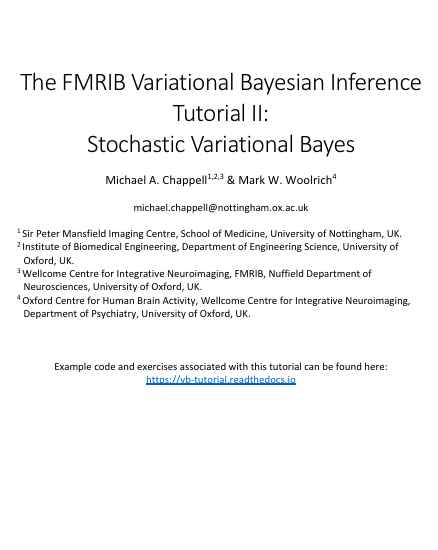 The FMRIB Variational Bayesian Inference
Tutorial II:
Stochastic Variational Bayes
Michael A. Chappell1,2,3 & Mark W. Woolrich4
michael.chappell@nottingham.ox.ac.uk
1 Sir Peter Mansfield Imaging Centre, School of Medicine, University of Nottingham, UK.
2 Institute of Biomedical Engineering, Department of Engineering Science, University of
Oxford, UK.
3 Wellcome Centre for Integrative Neuroimaging, FMRIB, Nuffield Department of
Neurosciences, University of Oxford, UK.
4 Oxford Centre for Human Brain Activity, Wellcome Centre for Integrative Neuroimaging,
Department of Psychiatry, University of Oxford, UK.
Example code and exercises associated with this tutorial can be found here:
https://vb-tutorial.readthedocs.io